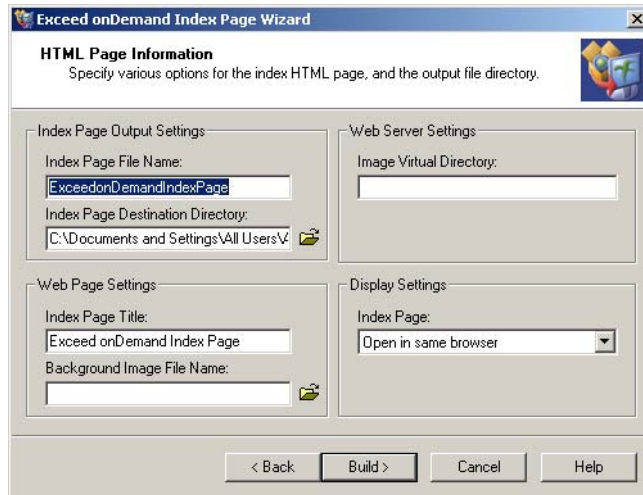 Exceed onDemand Index Page Wizard
HTML Page Information
Specify various options for the index HTML page, and the output file directory.
Index Page Output Settings
Index Page File Name:
ExceedonDemandIndexPage
Index Page Destination Directory:
C:\Documents and Settings\All Users\A
Web Server Settings
Image Virtual Directory:
Web Page Settings
Index Page Title:
Exceed onDemand Index Page
Background Image File Name:
Display Settings
Index Page:
Open in same browser
< Back
Build >
Cancel
Help